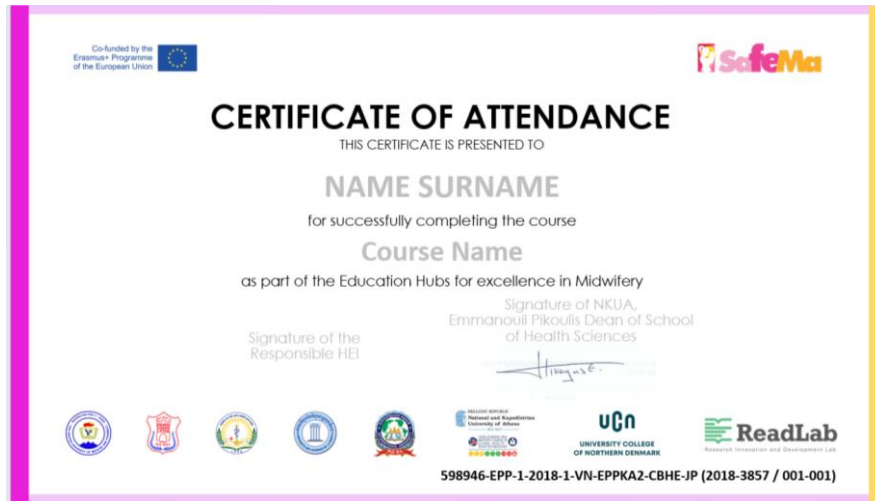 Co-funded by the
Erasmus+ Programme
of the European Union
SafeMa
CERTIFICATE OF ATTENDANCE
THIS CERTIFICATE IS PRESENTED TO
NAME SURNAME
for successfully completing the course
Course Name
as part of the Education Hubs for excellence in Midwifery
Signature of the
Responsible HEI
Signature of NKUA,
Emmanouil Pikoulis Dean of School
of Health Sciences
HELLENIC REPUBLIC
National and Kapodistrian
University of Athens
UCN
UNIVERSITY COLLEGE
OF NORTHERN DENMARK
ReadLab
Research Innovation and Development Lab
598946-EPP-1-2018-1-VN-EPPKA2-CBHE-JP (2018-3857 / 001-001)